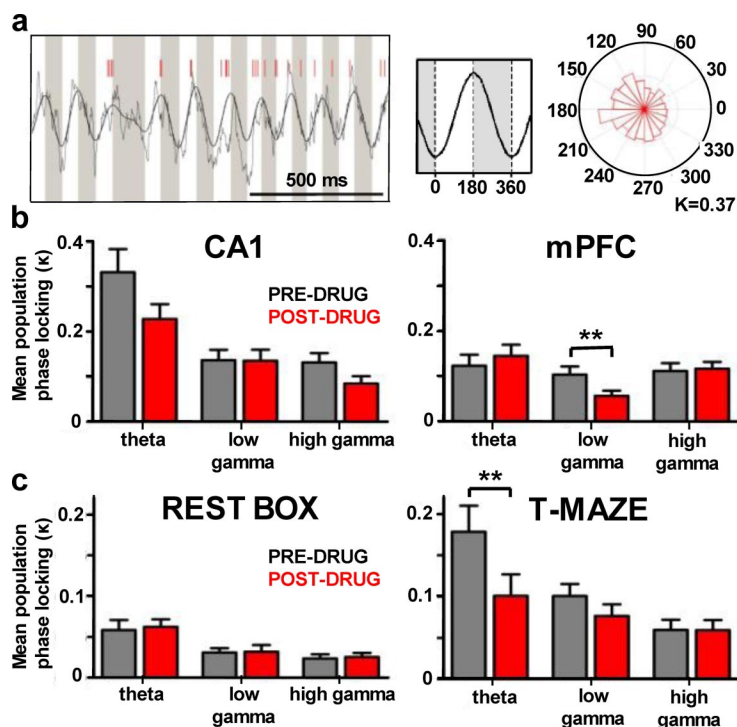 a
500 ms
0 180 360
90
120 60
150 30
180 0
210 330
240 300
270
K=0.37
b
CA1
mPFC
Mean population
phase locking (κ)
0.4
0.2
0
PRE-DRUG
POST-DRUG
theta
low
gamma
high gamma
0.4
0.2
0
**
theta
low
gamma
high
gamma
c
REST BOX
T-MAZE
Mean population
phase locking (κ)
0.2
0.1
0
PRE-DRUG
POST-DRUG
theta
low
gamma
high gamma
0.2
0.1
0
**
theta
low
gamma
high
gamma